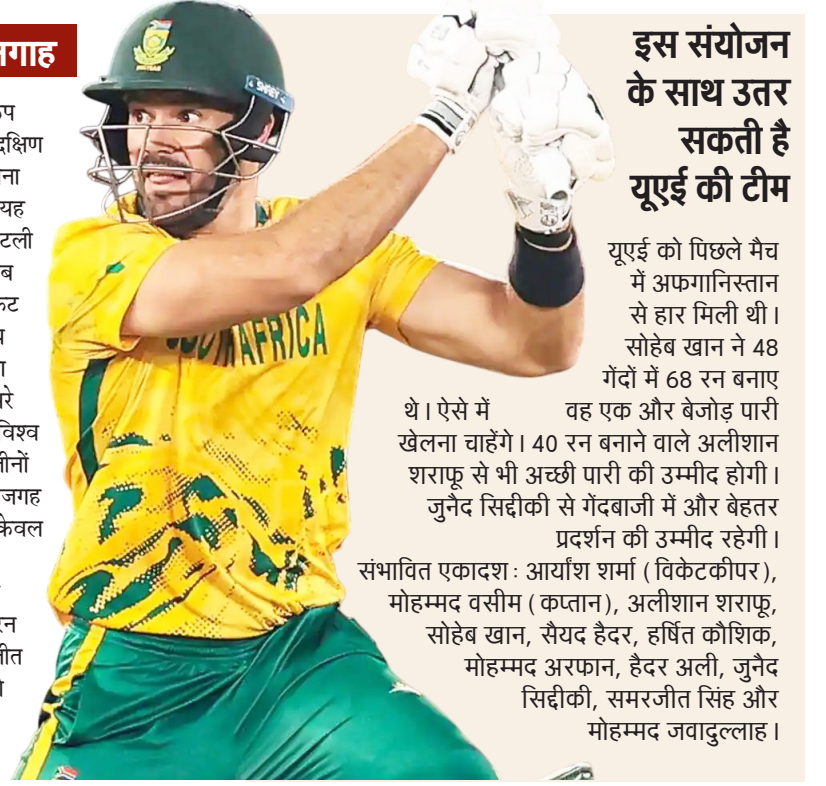 इस संयोजन
के साथ उतर
सकती है
यूएई की टीम
यूएई को पिछले मैच
में अफगानिस्तान
से हार मिली थी।
सोहेब खान ने 48
गेंदों में 68 रन बनाए
थे। ऐसे में वह एक और बेजोड़ पारी
खेलना चाहेंगे। 40 रन बनाने वाले अलीशान
शराफू से भी अच्छी पारी की उम्मीद होगी।
जुनैद सिद्दीकी से गेंदबाजी में और बेहतर
प्रदर्शन की उम्मीद रहेगी।
संभावित एकादश : आर्यांश शर्मा (विकेटकीपर),
मोहम्मद वसीम (कप्तान), अलीशान शराफू,
सोहेब खान, सैयद हैदर, हर्षित कौशिक,
मोहम्मद अरफान, हैदर अली, जुनैद
सिद्दीकी, समरजीत सिंह और
मोहम्मद जवादुल्लाह।
दक्षिण
यह
विश्व
जगह
केवल
SHREY
AFRICA